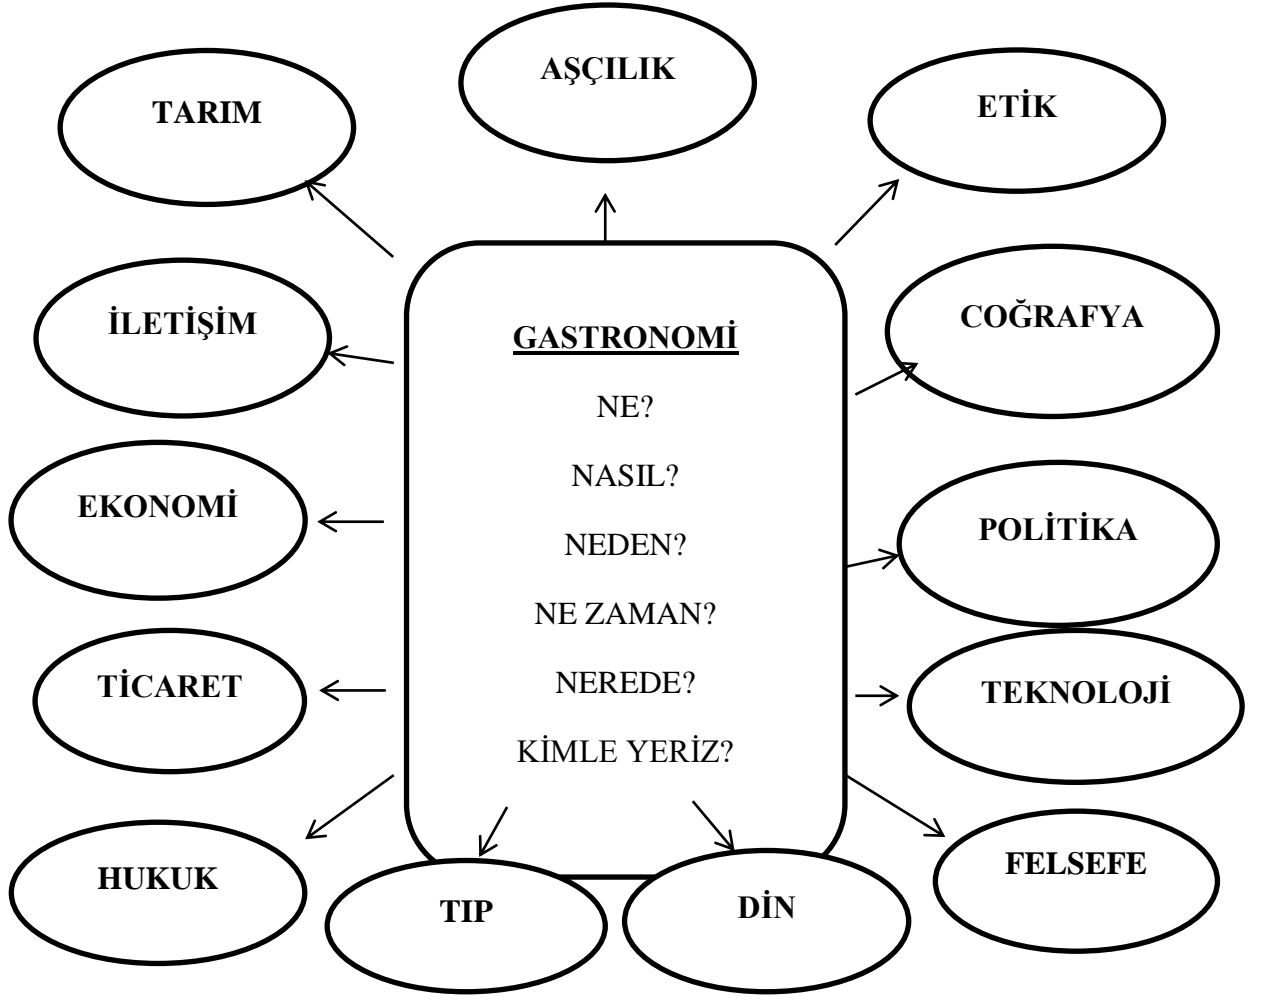 AŞÇILIK
TARIM
ETİK
İLETİŞİM
COĞRAFYA
GASTRONOMİ
NE?
NASIL?
NEDEN?
NE ZAMAN?
NEREDE?
KİMLE YERİZ?
EKONOMİ
POLİTİKA
TİCARET
TEKNOLOJİ
HUKUK
FELSEFE
TIP
DİN